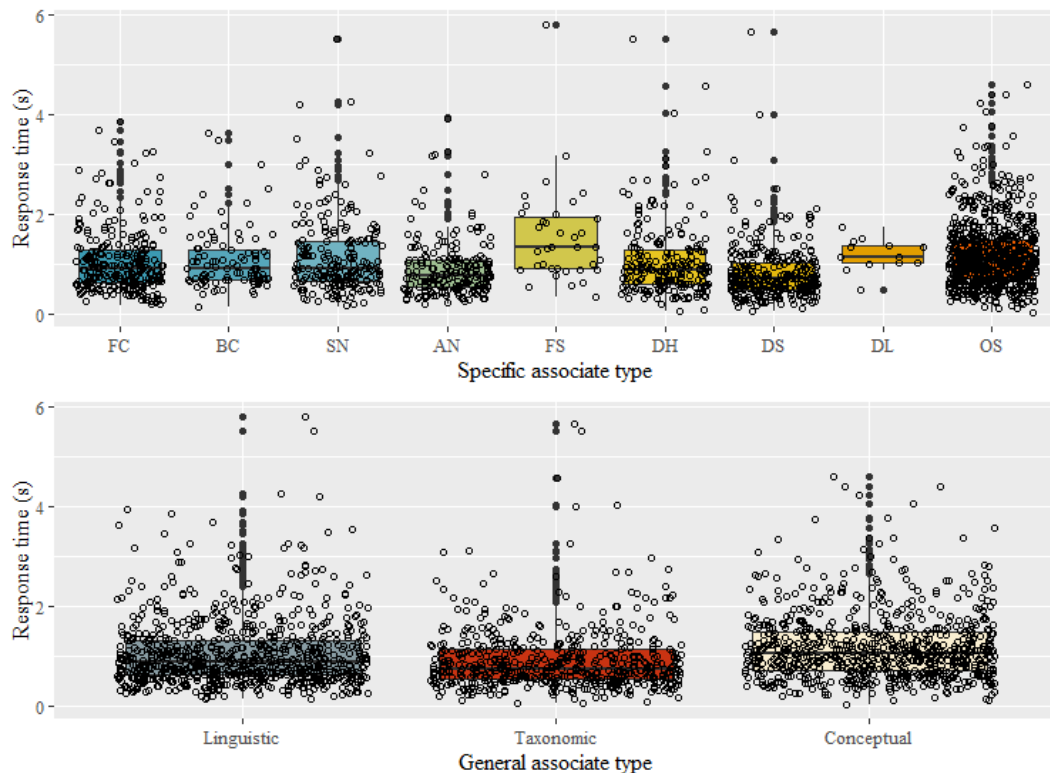 6
4
2
0
Response time (s)
FC BC SN AN FS DH DS DL OS
Specific associate type
6
4
2
0
Response time (s)
Linguistic Taxonomic Conceptual
General associate type